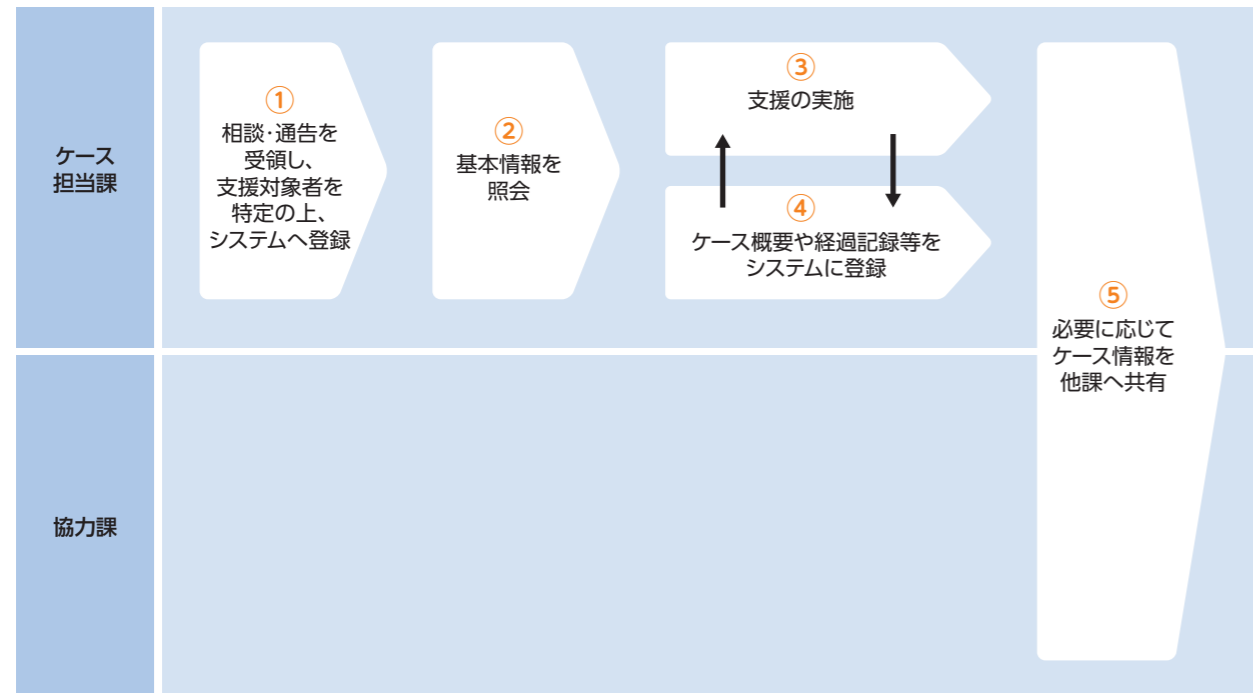 ケース
担当課
①
相談・通告を
受領し、
支援対象者を
特定の上、
システムへ登録
②
基本情報を
照会
③
支援の実施
④
ケース概要や経過記録等を
システムに登録
⑤
必要に応じて
ケース情報を
他課へ共有
協力課